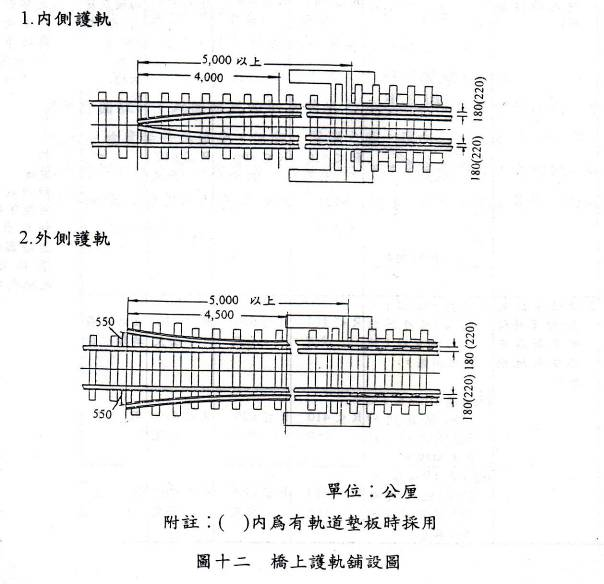 1.內側護軌
5,000 以上
4,000
180(220)
180(220)
2.外側護軌
5,000 以上
4,500
550
550
180 (220)
180(220)
單位：公厘
附註：( )內爲有軌道墊板時採用
圖十二 橋上護軌舖設圖